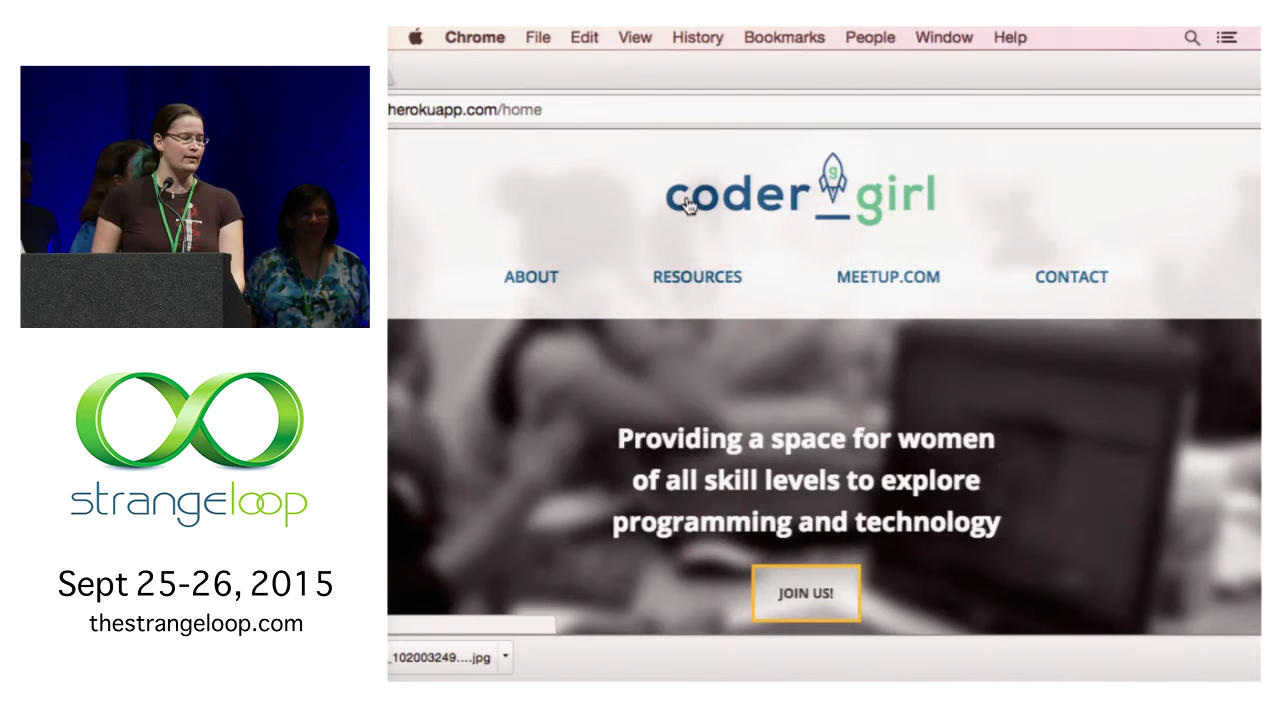 Chrome File Edit View History Bookmarks People Window Help
herokuapp.com/home
coder_girl
g
ABOUT RESOURCES MEETUP.COM CONTACT
Providing a space for women
of all skill levels to explore
programming and technology
JOIN US!
_102003249....jpg
strangeloop
Sept 25-26, 2015
thestrangeloop.com